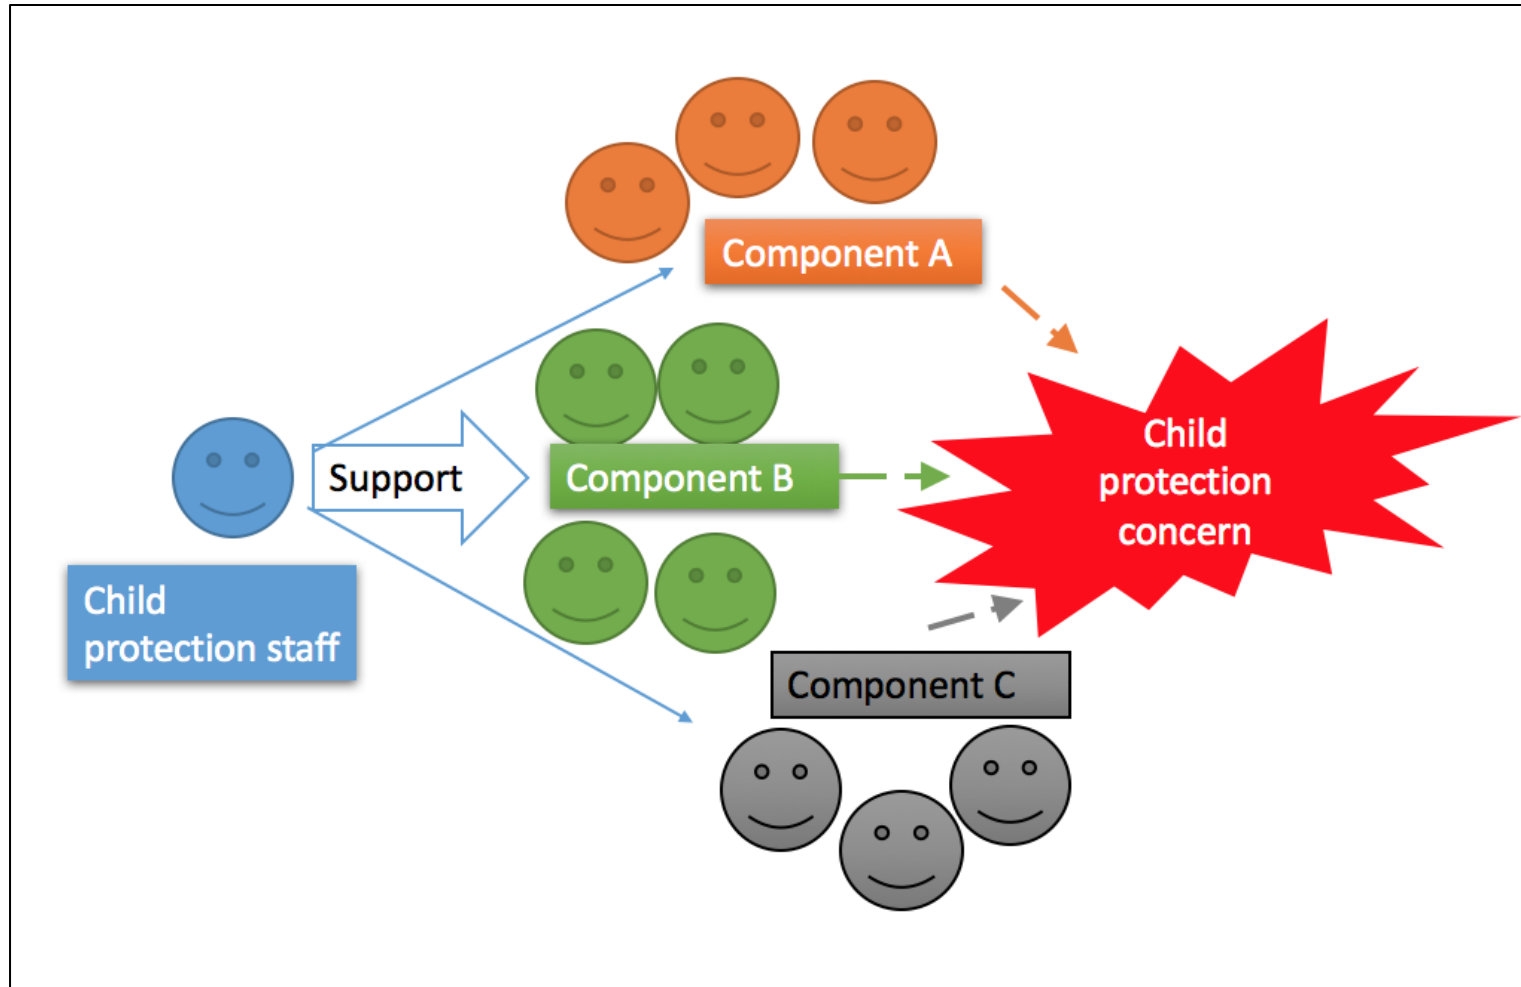 Component A
Support
Component B
Child
protection
concern
Child
protection staff
Component C